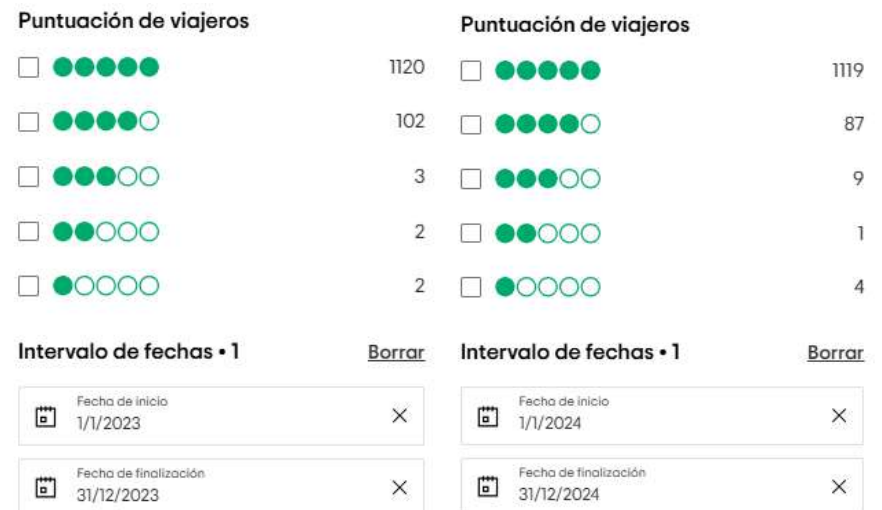 Puntuación de viajeros
1120
102
3
2
2
Intervalo de fechas • 1 Borrar
Fecha de inicio
1/1/2023
Fecha de finalización
31/12/2023
Puntuación de viajeros
1119
87
9
1
4
Intervalo de fechas • 1 Borrar
Fecha de inicio
1/1/2024
Fecha de finalización
31/12/2024